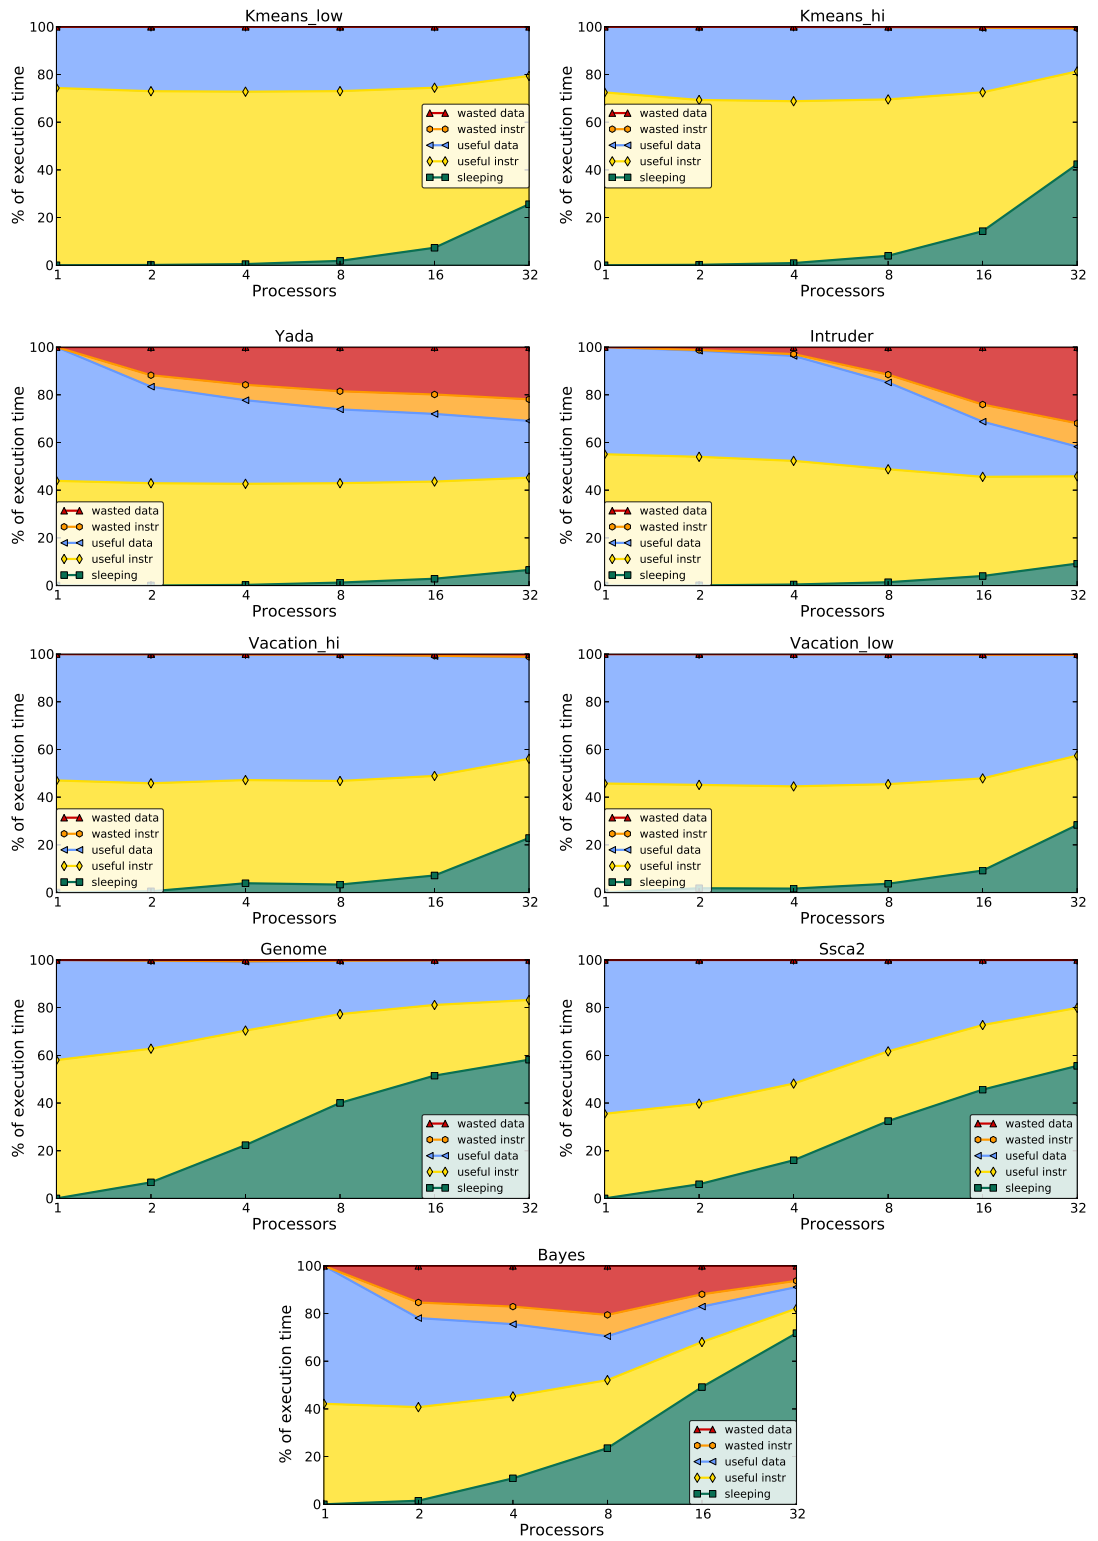 Kmeans_low
100
80
60
40
20
0
% of execution time
wasted data
wasted instr
useful data
useful instr
sleeping
1 2 4 8 16 32
Processors
Kmeans_hi
100
80
60
40
20
0
% of execution time
wasted data
wasted instr
useful data
useful instr
sleeping
1 2 4 8 16 32
Processors
Yada
100
80
60
40
20
0
% of execution time
wasted data
wasted instr
useful data
useful instr
sleeping
1 2 4 8 16 32
Processors
Intruder
100
80
60
40
20
0
% of execution time
wasted data
wasted instr
useful data
useful instr
sleeping
1 2 4 8 16 32
Processors
Vacation_hi
100
80
60
40
20
0
% of execution time
wasted data
wasted instr
useful data
useful instr
sleeping
1 2 4 8 16 32
Processors
Vacation_low
100
80
60
40
20
0
% of execution time
wasted data
wasted instr
useful data
useful instr
sleeping
1 2 4 8 16 32
Processors
Genome
100
80
60
40
20
0
% of execution time
wasted data
wasted instr
useful data
useful instr
sleeping
1 2 4 8 16 32
Processors
Ssca2
100
80
60
40
20
0
% of execution time
wasted data
wasted instr
useful data
useful instr
sleeping
1 2 4 8 16 32
Processors
Bayes
100
80
60
40
20
0
% of execution time
wasted data
wasted instr
useful data
useful instr
sleeping
1 2 4 8 16 32
Processors